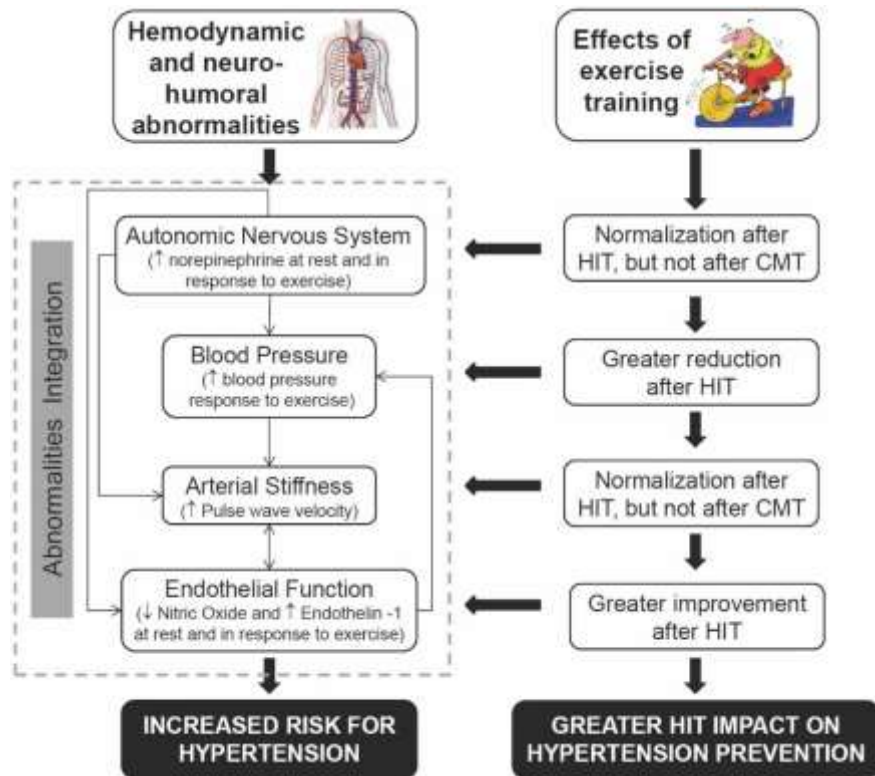 Hemodynamic
and neuro-
humoral
abnormalities
Effects of
exercise
training
Abnormalities Integration
Autonomic Nervous System
(↑ norepinephrine at rest and in
response to exercise)
Normalization after
HIT, but not after CMT
Blood Pressure
(↑ blood pressure
response to exercise)
Greater reduction
after HIT
Arterial Stiffness
(↑ Pulse wave velocity)
Normalization after
HIT, but not after CMT
Endothelial Function
(↓ Nitric Oxide and ↑ Endothelin -1
at rest and in response to exercise)
Greater improvement
after HIT
INCREASED RISK FOR
HYPERTENSION
GREATER HIT IMPACT ON
HYPERTENSION PREVENTION